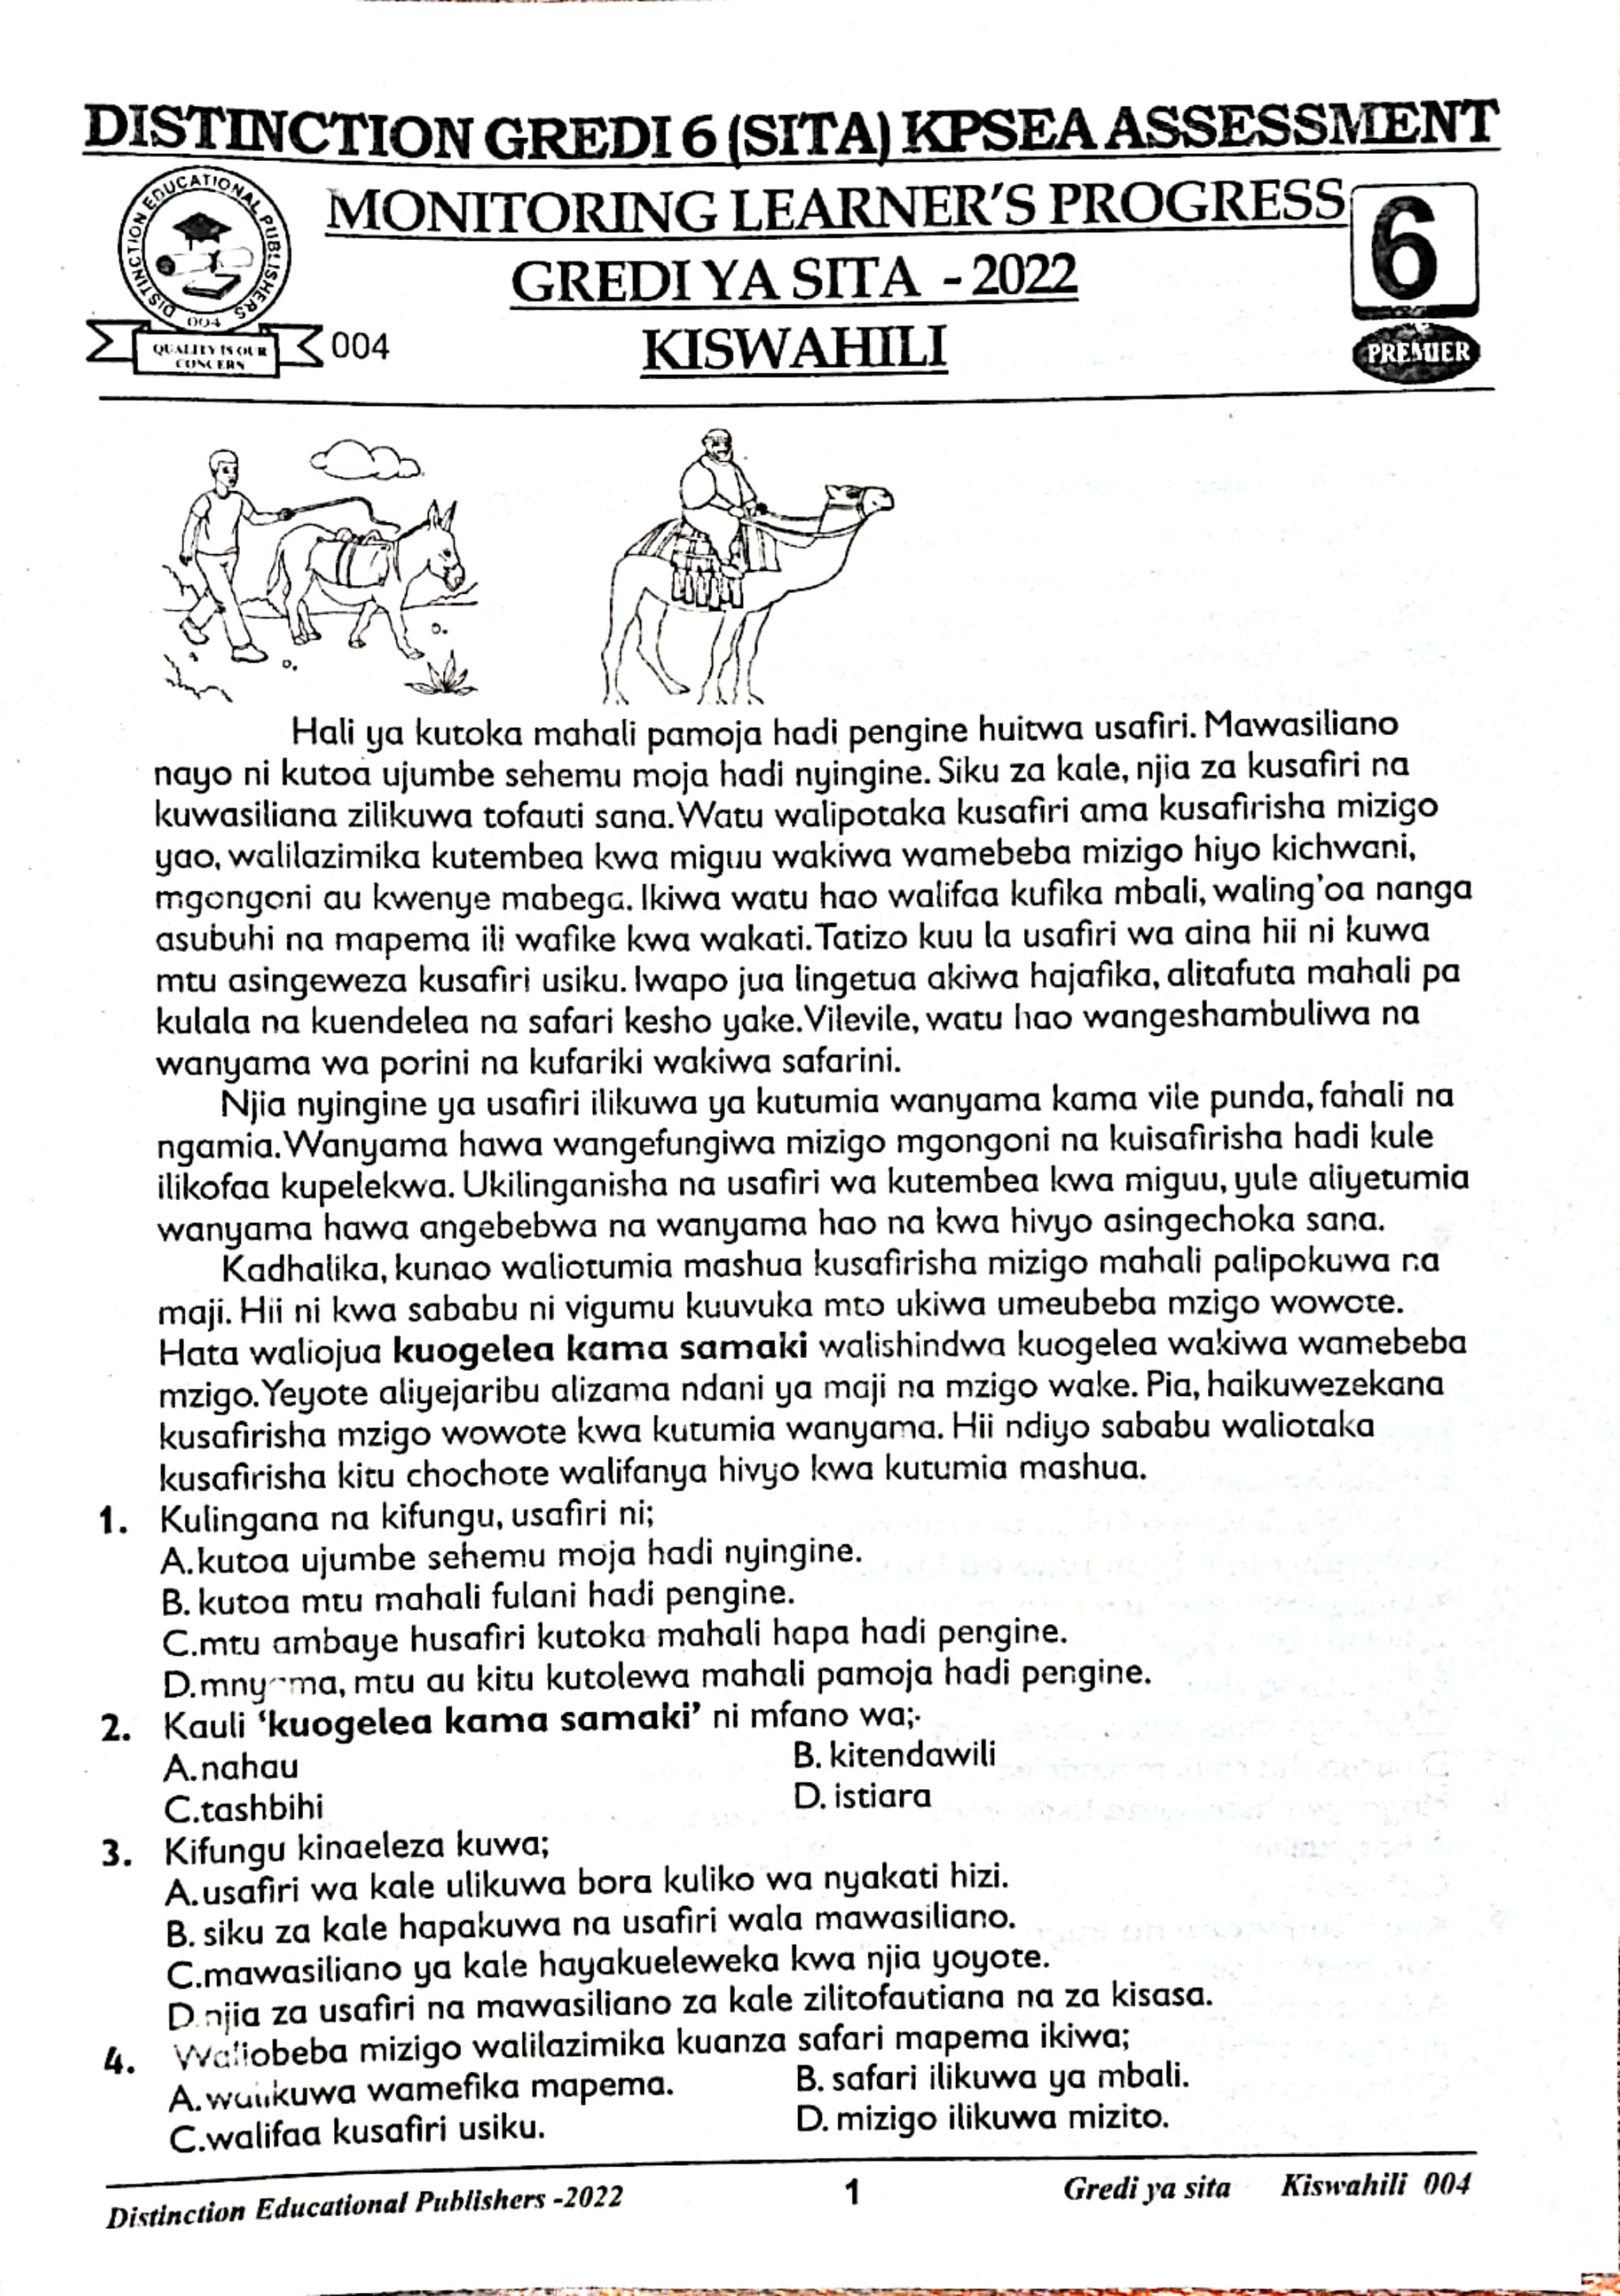 DISTINCTION GREDI 6 (SITA) KPSEA ASSESSMENT
MONITORING LEARNER'S PROGRESS
GREDI YA SITA - 2022
KISWAHILI
DISTINCTION EDUCATIONAL PUBLISHERS
004
QUALITY IS OUR
CONCERN
004
6
PREMIER
Hali ya kutoka mahali pamoja hadi pengine huitwa usafiri. Mawasiliano
nayo ni kutoa ujumbe sehemu moja hadi nyingine. Siku za kale, njia za kusafiri na
kuwasiliana zilikuwa tofauti sana. Watu walipotaka kusafiri ama kusafirisha mizigo
yao, walilazimika kutembea kwa miguu wakiwa wamebeba mizigo hiyo kichwani,
mgongoni au kwenye mabega. Ikiwa watu hao walifaa kufika mbali, waling'oa nanga
asubuhi na mapema ili wafike kwa wakati. Tatizo kuu la usafiri wa aina hii ni kuwa
mtu asingeweza kusafiri usiku. Iwapo jua lingetua akiwa hajafika, alitafuta mahali pa
kulala na kuendelea na safari kesho yake. Vilevile, watu hao wangeshambuliwa na
wanyama wa porini na kufariki wakiwa safarini.
Njia nyingine ya usafiri ilikuwa ya kutumia wanyama kama vile punda, fahali na
ngamia. Wanyama hawa wangefungiwa mizigo mgongoni na kuisafirisha hadi kule
ilikofaa kupelekwa. Ukilinganisha na usafiri wa kutembea kwa miguu, yule aliyetumia
wanyama hawa angebebwa na wanyama hao na kwa hivyo asingechoka sana.
Kadhalika, kunao waliotumia mashua kusafirisha mizigo mahali palipokuwa na
maji. Hii ni kwa sababu ni vigumu kuuvuka mto ukiwa umeubeba mzigo wowote.
Hata waliojua kuogelea kama samaki walishindwa kuogelea wakiwa wamebeba
mzigo. Yeyote aliyejaribu alizama ndani ya maji na mzigo wake. Pia, haikuwezekana
kusafirisha mzigo wowote kwa kutumia wanyama. Hii ndiyo sababu waliotaka
kusafirisha kitu chochote walifanya hivyo kwa kutumia mashua.
1. Kulingana na kifungu, usafiri ni;
A. kutoa ujumbe sehemu moja hadi nyingine.
B. kutoa mtu mahali fulani hadi pengine.
C. mtu ambaye husafiri kutoka mahali hapa hadi pengine.
D. mnyama, mtu au kitu kutolewa mahali pamoja hadi pengine.
2. Kauli 'kuogelea kama samaki' ni mfano wa;
A. nahau B. kitendawili
C. tashbihi D. istiara
3. Kifungu kinaeleza kuwa;
A. usafiri wa kale ulikuwa bora kuliko wa nyakati hizi.
B. siku za kale hapakuwa na usafiri wala mawasiliano.
C. mawasiliano ya kale hayakueleweka kwa njia yoyote.
D. njia za usafiri na mawasiliano za kale zilitofautiana na za kisasa.
4. Waliobeba mizigo walilazimika kuanza safari mapema ikiwa;
A. walikuwa wamefika mapema. B. safari ilikuwa ya mbali.
C. walifaa kusafiri usiku. D. mizigo ilikuwa mizito.
Distinction Educational Publishers -2022 1 Gredi ya sita Kiswahili 004